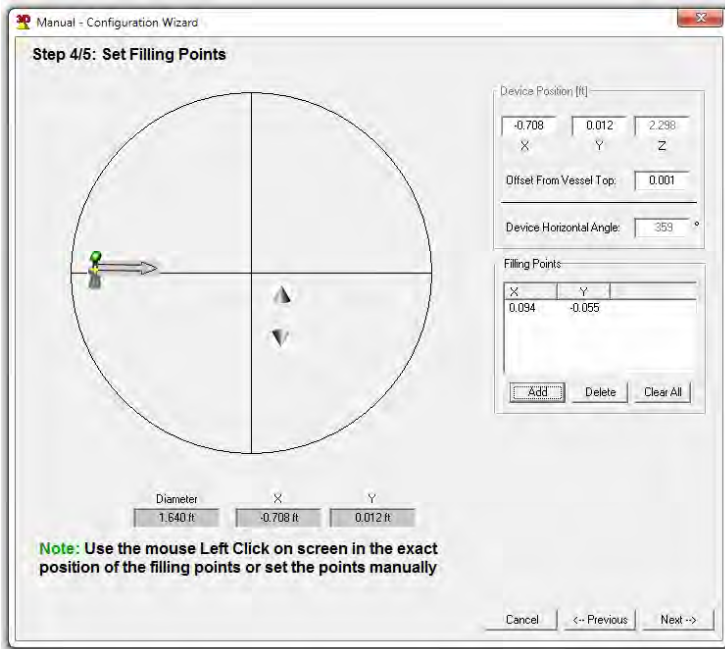 3D
Manual - Configuration Wizard
Step 4/5: Set Filling Points
Device Position [ft]
-0.708 0.012 2.298
X Y Z
Offset From Vessel Top: 0.001
Device Horizontal Angle: 359 °
Filling Points
X Y
0.094 -0.055
Add Delete Clear All
Diameter X Y
1.640 ft -0.708 ft 0.012 ft
Note: Use the mouse Left Click on screen in the exact
position of the filling points or set the points manually
Cancel <-- Previous Next -->